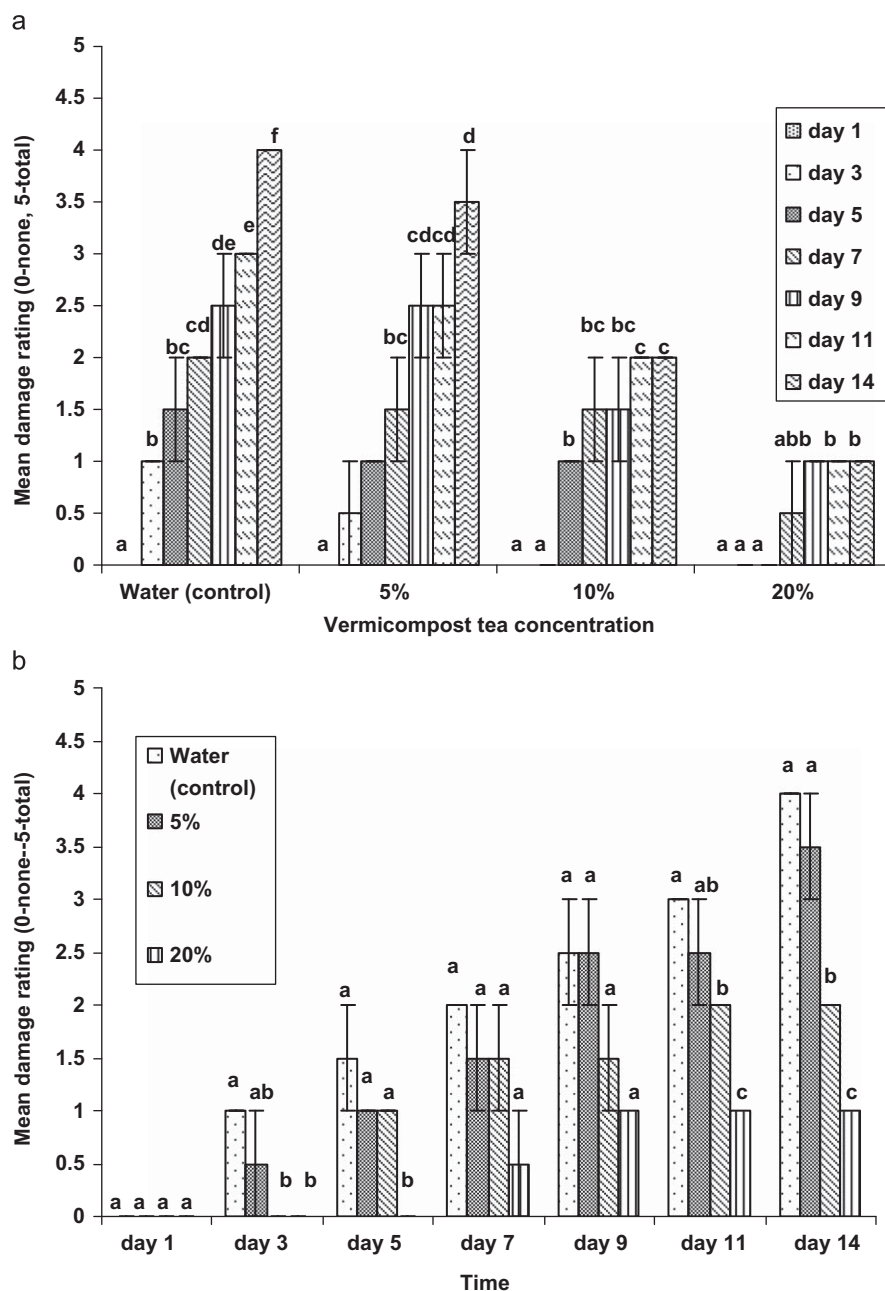 a
Mean damage rating (0-none, 5-total)
5
4.5
4
3.5
3
2.5
2
1.5
1
0.5
0
a b bc cd de e f
a bc cd cd d
a a b bc bc c c
a a a ab b b b
day 1
day 3
day 5
day 7
day 9
day 11
day 14
Water (control) 5% 10% 20%
Vermicompost tea concentration
b
Mean damage rating (0-none--5-total)
5
4.5
4
3.5
3
2.5
2
1.5
1
0.5
0
Water
(control)
5%
10%
20%
a a a a
a ab b b
a a a b
a a a a
a a a a
a ab b c
a a b c
day 1 day 3 day 5 day 7 day 9 day 11 day 14
Time